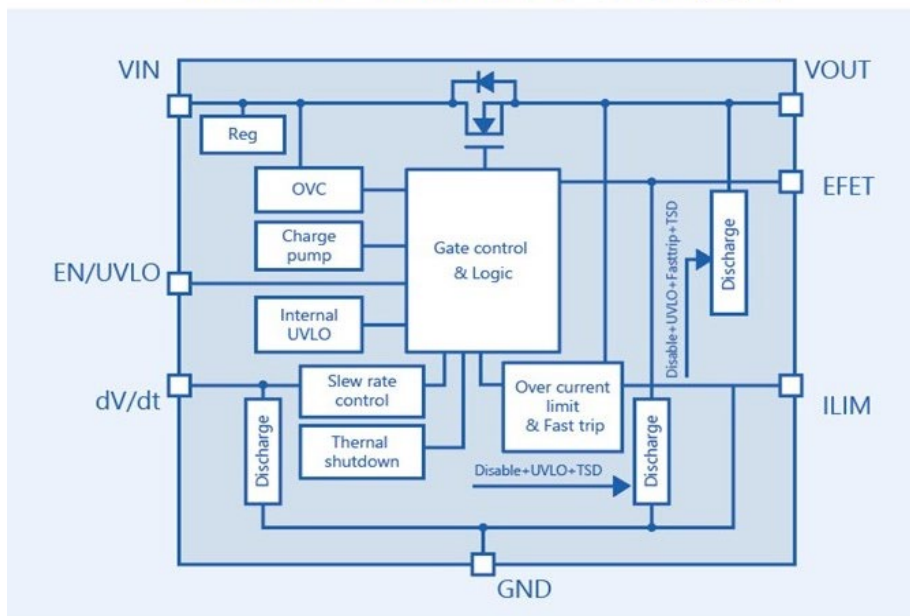 VIN
VOUT
Reg
OVC
EFET
Charge
pump
Gate control
& Logic
EN/UVLO
Internal
UVLO
Disable+UVLO+Fasttrip+TSD
Discharge
dV/dt
Slew rate
control
Over current
limit
& Fast trip
ILIM
Discharge
Thernal
shutdown
Disable+UVLO+TSD
Discharge
GND